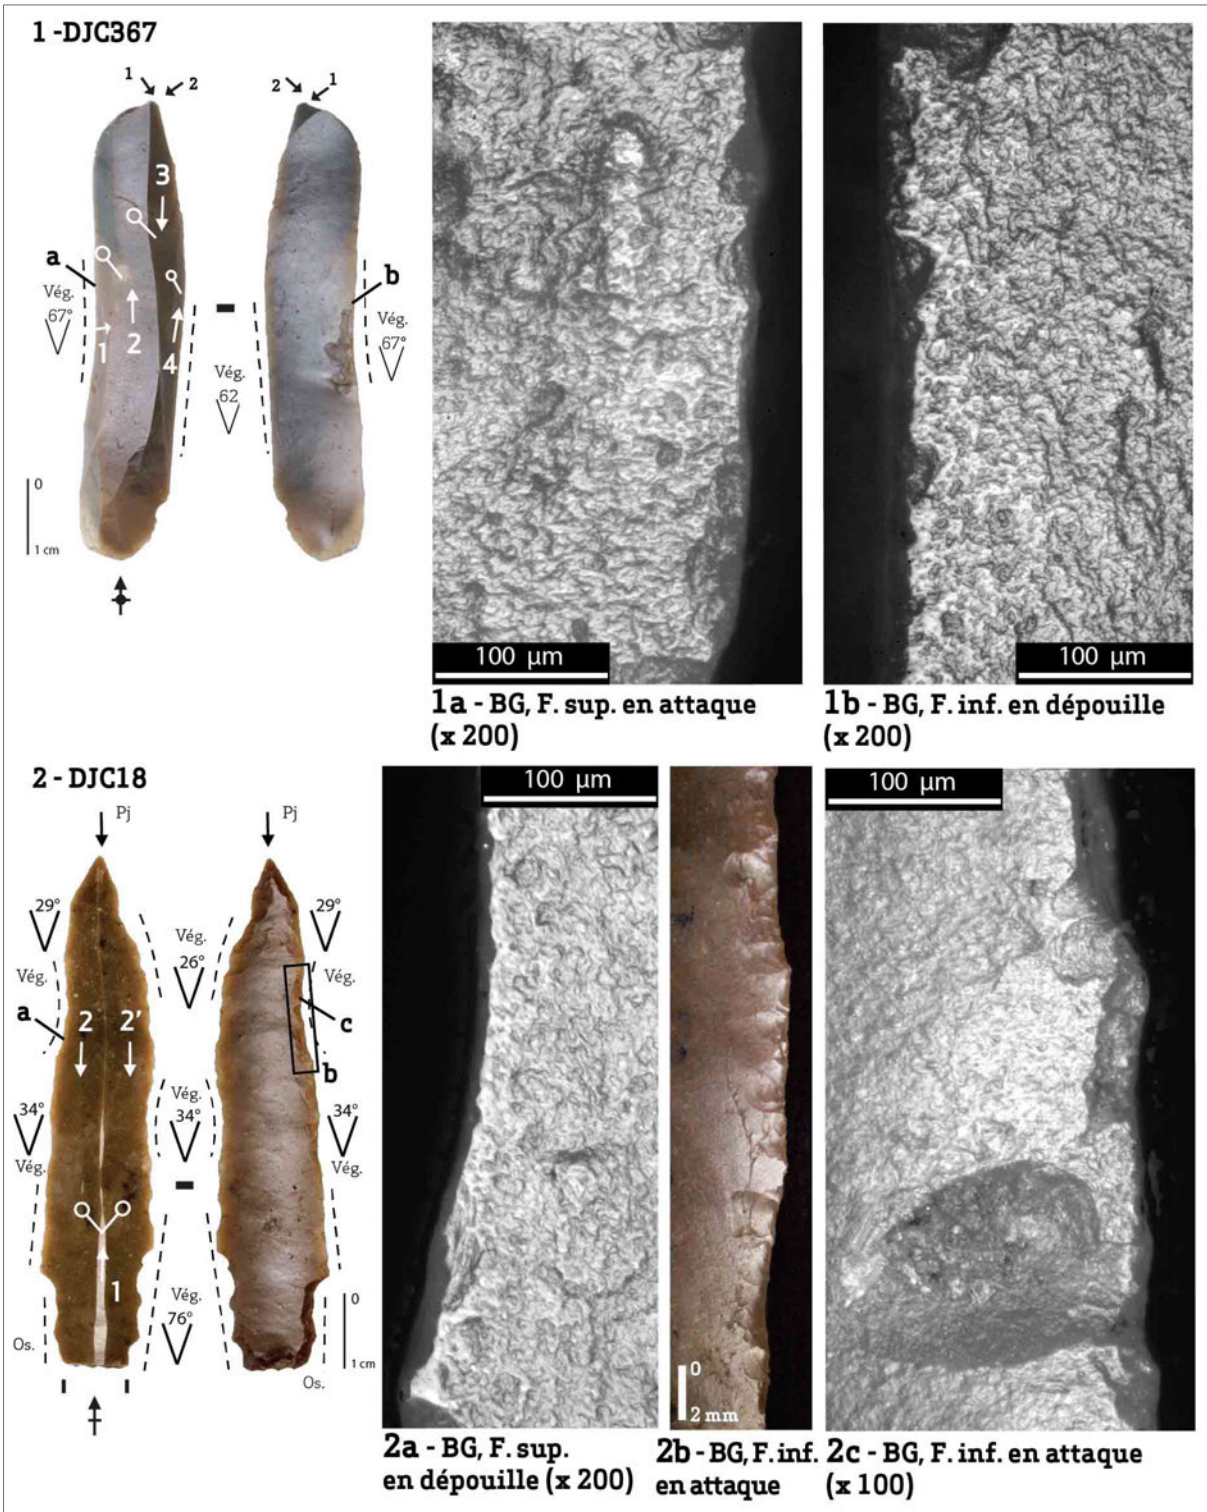 1 -DJC367
1
2
2
1
3
a
b
Vég.
67°
1
2
4
Vég.
67°
Vég.
62
0
1 cm
100 µm
100 µm
1a - BG, F. sup. en attaque
(x 200)
1b - BG, F. inf. en dépouille
(x 200)
2 - DJC18
Pj
Pj
29°
Vég.
26°
29°
Vég.
Vég.
a
2
2'
c
b
34°
Vég.
34°
34°
Vég.
Vég.
1
Vég.
76°
Os.
Os.
0
1 cm
100 µm
0
2 mm
100 µm
2a - BG, F. sup.
en dépouille (x 200)
2b - BG, F. inf.
en attaque
2c - BG, F. inf. en attaque
(x 100)